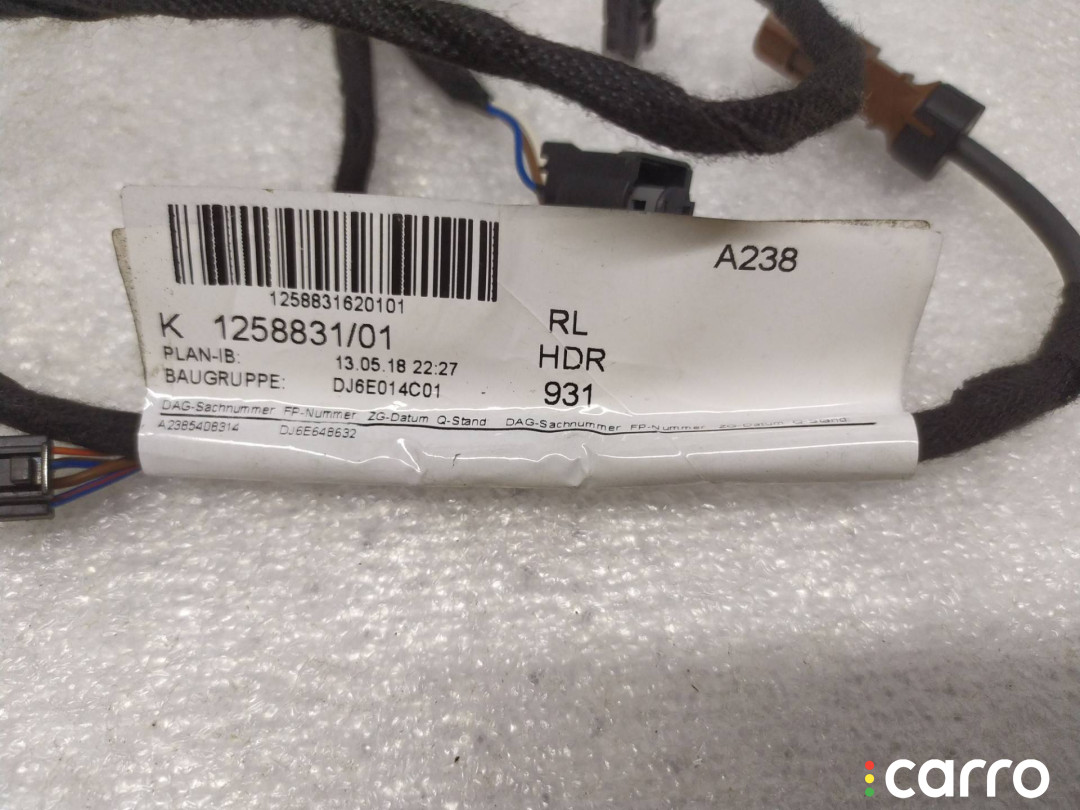 1258831620101
K 1258831/01
PLAN-IB: 13.05.18 22:27
BAUGRUPPE: DJ6E014C01
RL
HDR
931
A238
DAG-Sachnummer FP-Nummer ZG-Datum Q-Stand DAG-Sachnummer FP-Nummer ZG-Datum Q-Stand
A2385408314 DJ6E648632
carro